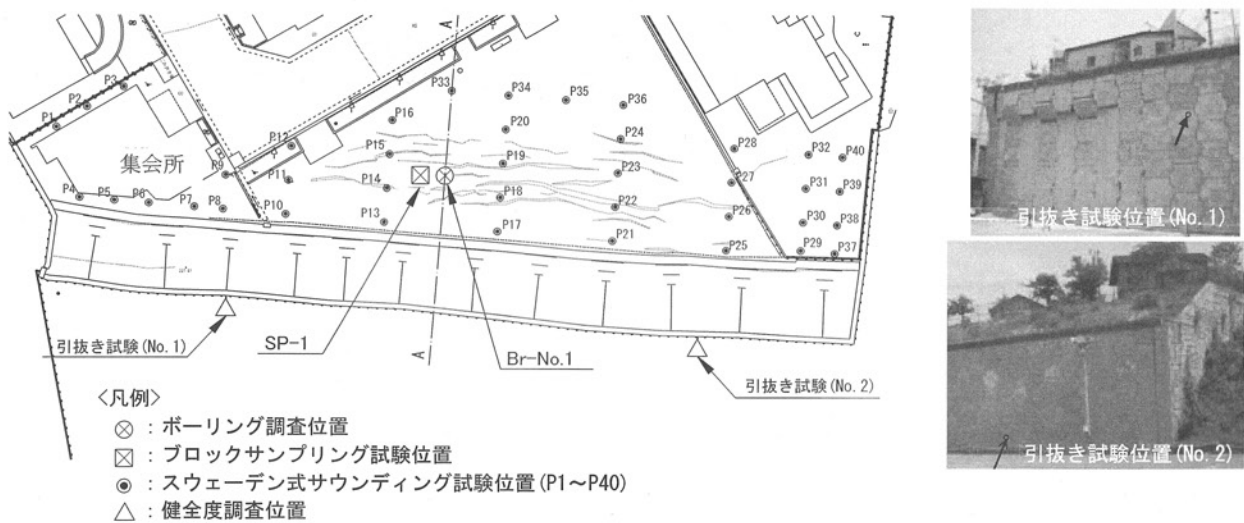 A
P1
P2
P3
P33
P34
P35
P36
P16
P20
P24
P28
P32
P40
P12
R9
P15
P19
P23
P27
P31
P39
集会所
P11
P14
P18
P22
P26
P30
P38
P4
P5
P6
P7
P8
P10
P13
P17
P21
P25
P29
P37
引抜き試験(No.1)
SP-1
A
Br-No.1
引抜き試験(No.2)
<凡例>
: ボーリング調査位置
: ブロックサンプリング試験位置
: スウェーデン式サウンディング試験位置(P1~P40)
: 健全度調査位置
引抜き試験位置(No.1)
引抜き試験位置(No.2)